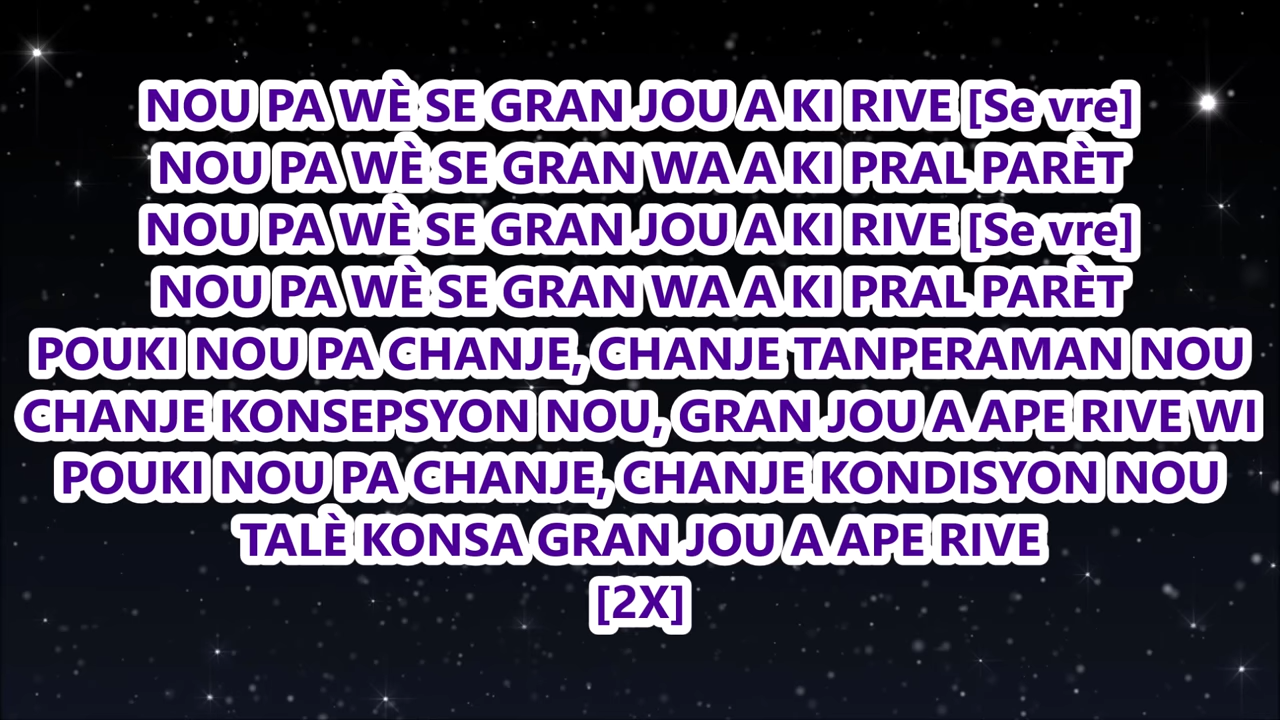 NOU PA WÈ SE GRAN JOU A KI RIVE [Se vre]
NOU PA WÈ SE GRAN WA A KI PRAL PARÈT
NOU PA WÈ SE GRAN JOU A KI RIVE [Se vre]
NOU PA WÈ SE GRAN WA A KI PRAL PARÈT
POUKI NOU PA CHANJE, CHANJE TANPERAMAN NOU
CHANJE KONSEPSYON NOU, GRAN JOU A APE RIVE WI
POUKI NOU PA CHANJE, CHANJE KONDISYON NOU
TALÈ KONSA GRAN JOU A APE RIVE
[2X]